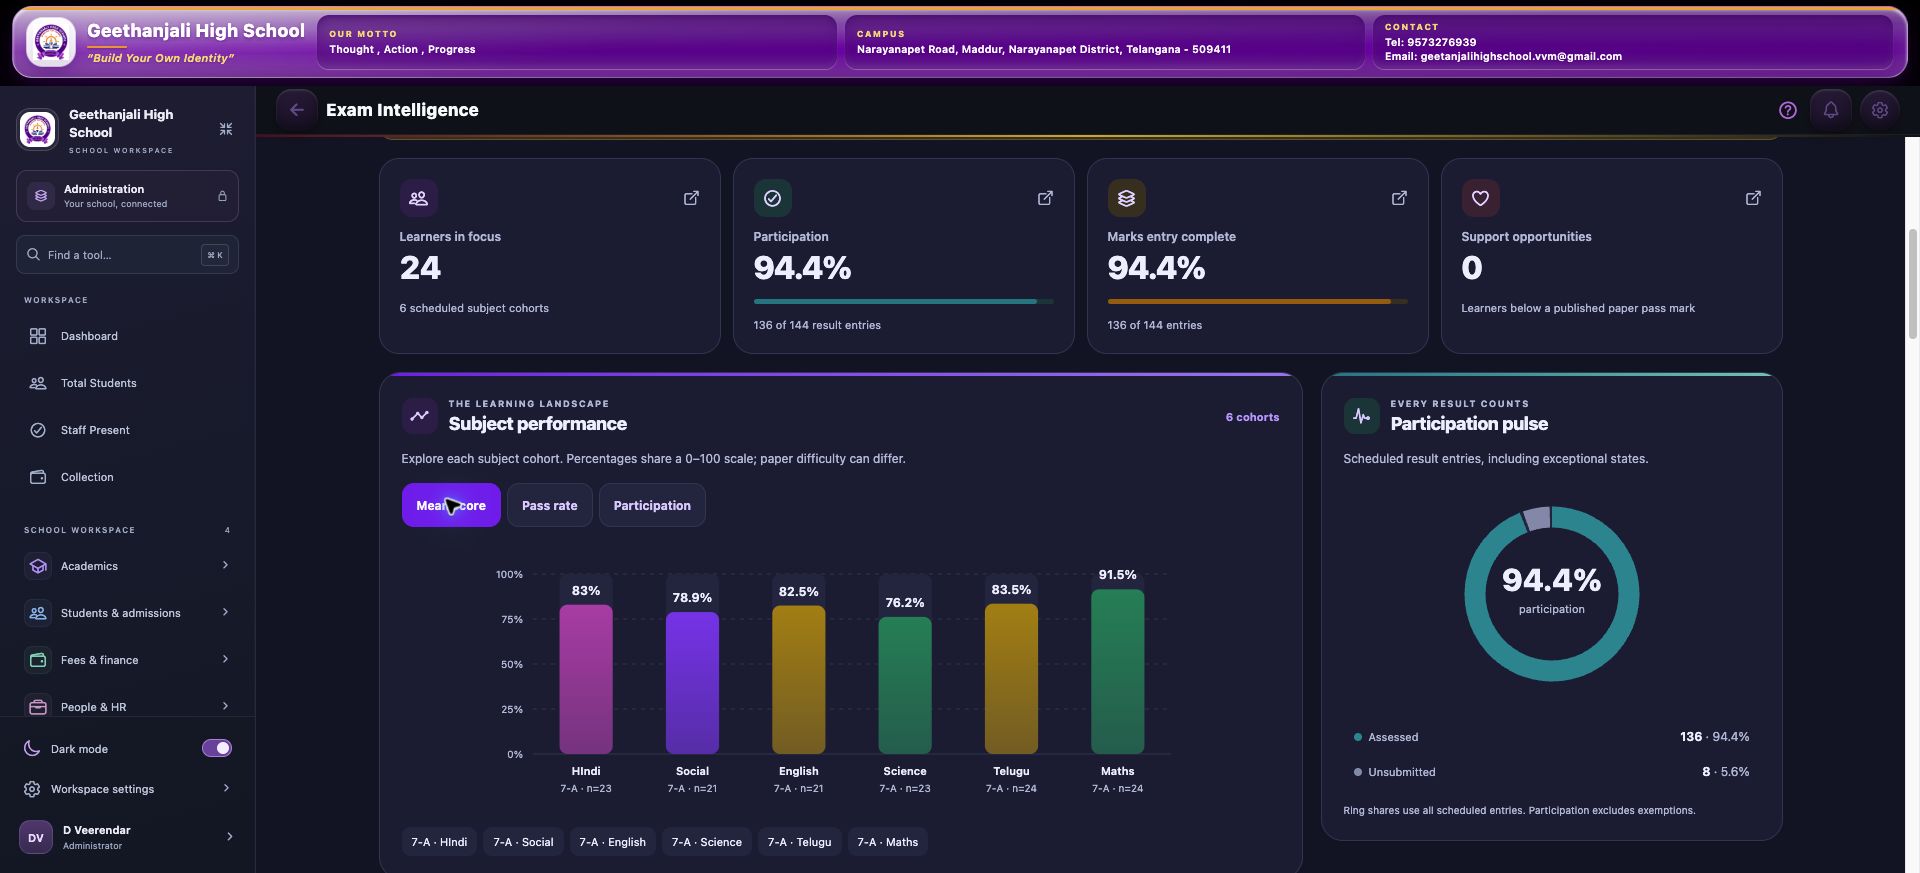 Geethanjali High School
"Build Your Own Identity"
OUR MOTTO
Thought , Action , Progress
CAMPUS
Narayanapet Road, Maddur, Narayanapet District, Telangana - 509411
CONTACT
Tel: 9573276939
Email: geetanjalihighschool.vvm@gmail.com
Geethanjali High
School
SCHOOL WORKSPACE
Administration
Your school, connected
Find a tool...
⌘ K
WORKSPACE
Dashboard
Total Students
Staff Present
Collection
SCHOOL WORKSPACE 4
Academics
Students & admissions
Fees & finance
People & HR
Dark mode
Workspace settings
DV
D Veerendar
Administrator
Exam Intelligence
Learners in focus
24
6 scheduled subject cohorts
Participation
94.4%
136 of 144 result entries
Marks entry complete
94.4%
136 of 144 entries
Support opportunities
0
Learners below a published paper pass mark
THE LEARNING LANDSCAPE
Subject performance
6 cohorts
Explore each subject cohort. Percentages share a 0–100 scale; paper difficulty can differ.
Pass rate
Participation
100%
75%
50%
25%
0%
83%
78.9%
82.5%
76.2%
83.5%
91.5%
HIndi
Social
English
Science
Telugu
Maths
7-A · n=23
7-A · n=21
7-A · n=21
7-A · n=23
7-A · n=24
7-A · n=24
7-A · HIndi
7-A · Social
7-A · English
7-A · Science
7-A · Telugu
7-A · Maths
EVERY RESULT COUNTS
Participation pulse
Scheduled result entries, including exceptional states.
94.4%
participation
Assessed
136 · 94.4%
Unsubmitted
8 · 5.6%
Ring shares use all scheduled entries. Participation excludes exemptions.